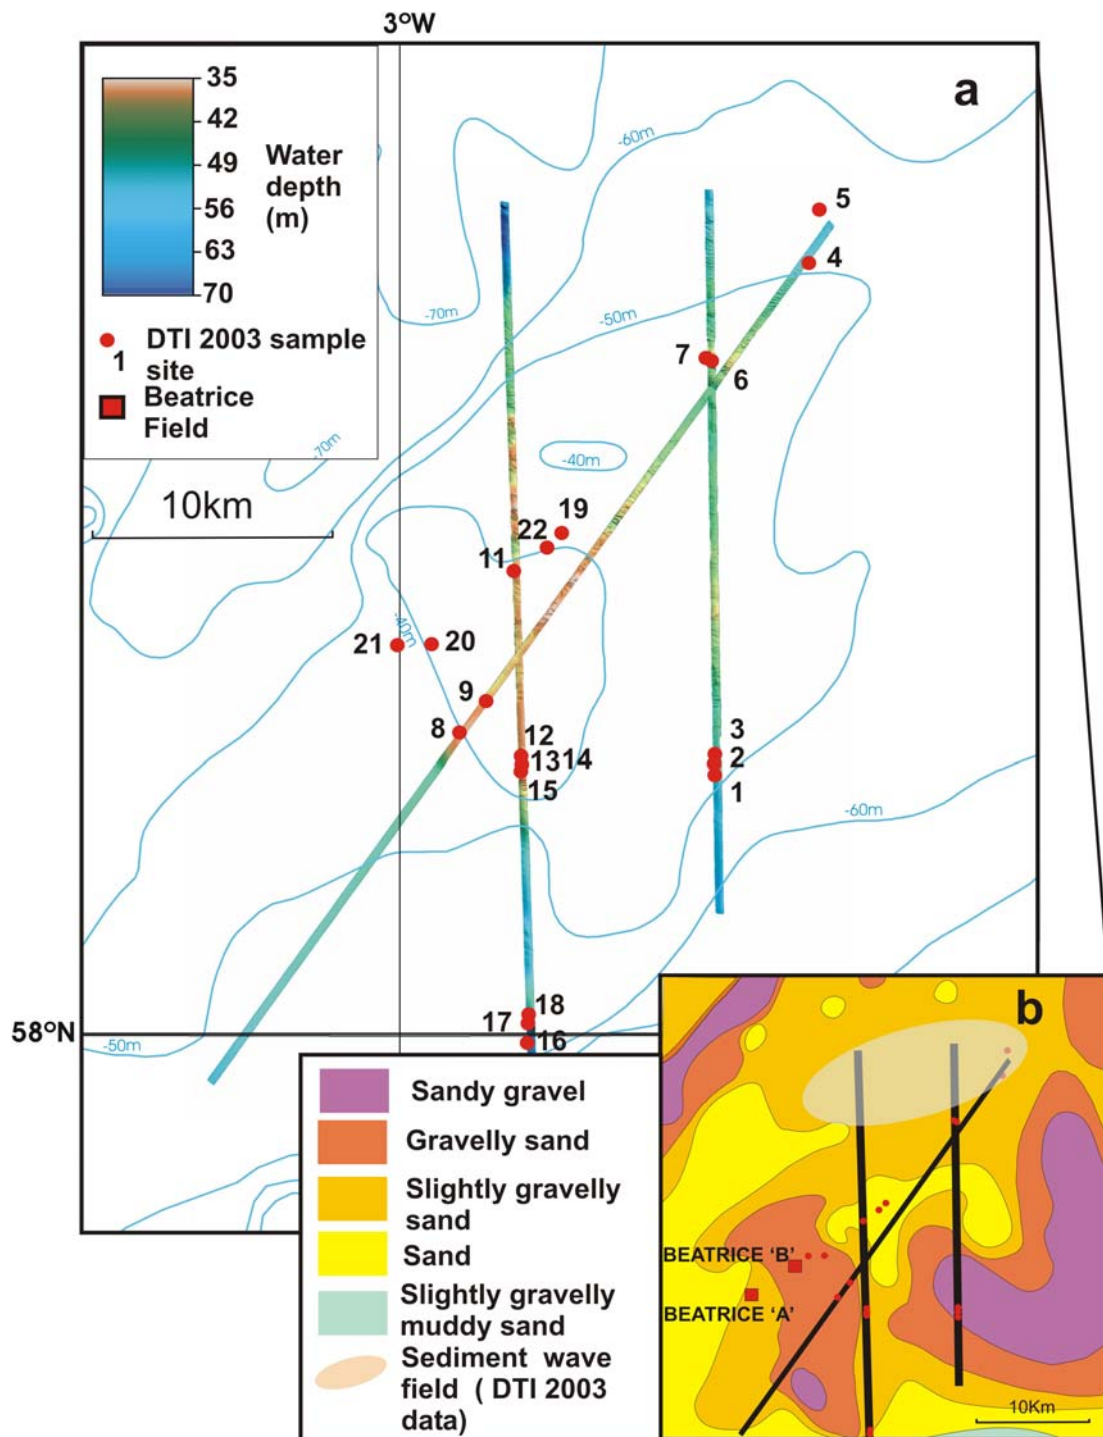 3°W
a
35
42
49
56
63
70
Water
depth
(m)
1
DTI 2003 sample
site
Beatrice
Field
10km
-60m
-70m
-50m
-70m
-40m
-40m
-60m
-50m
5
4
7
6
19
22
11
21
20
9
8
12
13 14
15
3
2
1
18
17
16
58°N
Sandy gravel
Gravelly sand
Slightly gravelly
sand
Sand
Slightly gravelly
muddy sand
Sediment wave
field ( DTI 2003
data)
b
BEATRICE 'B'
BEATRICE 'A'
10Km